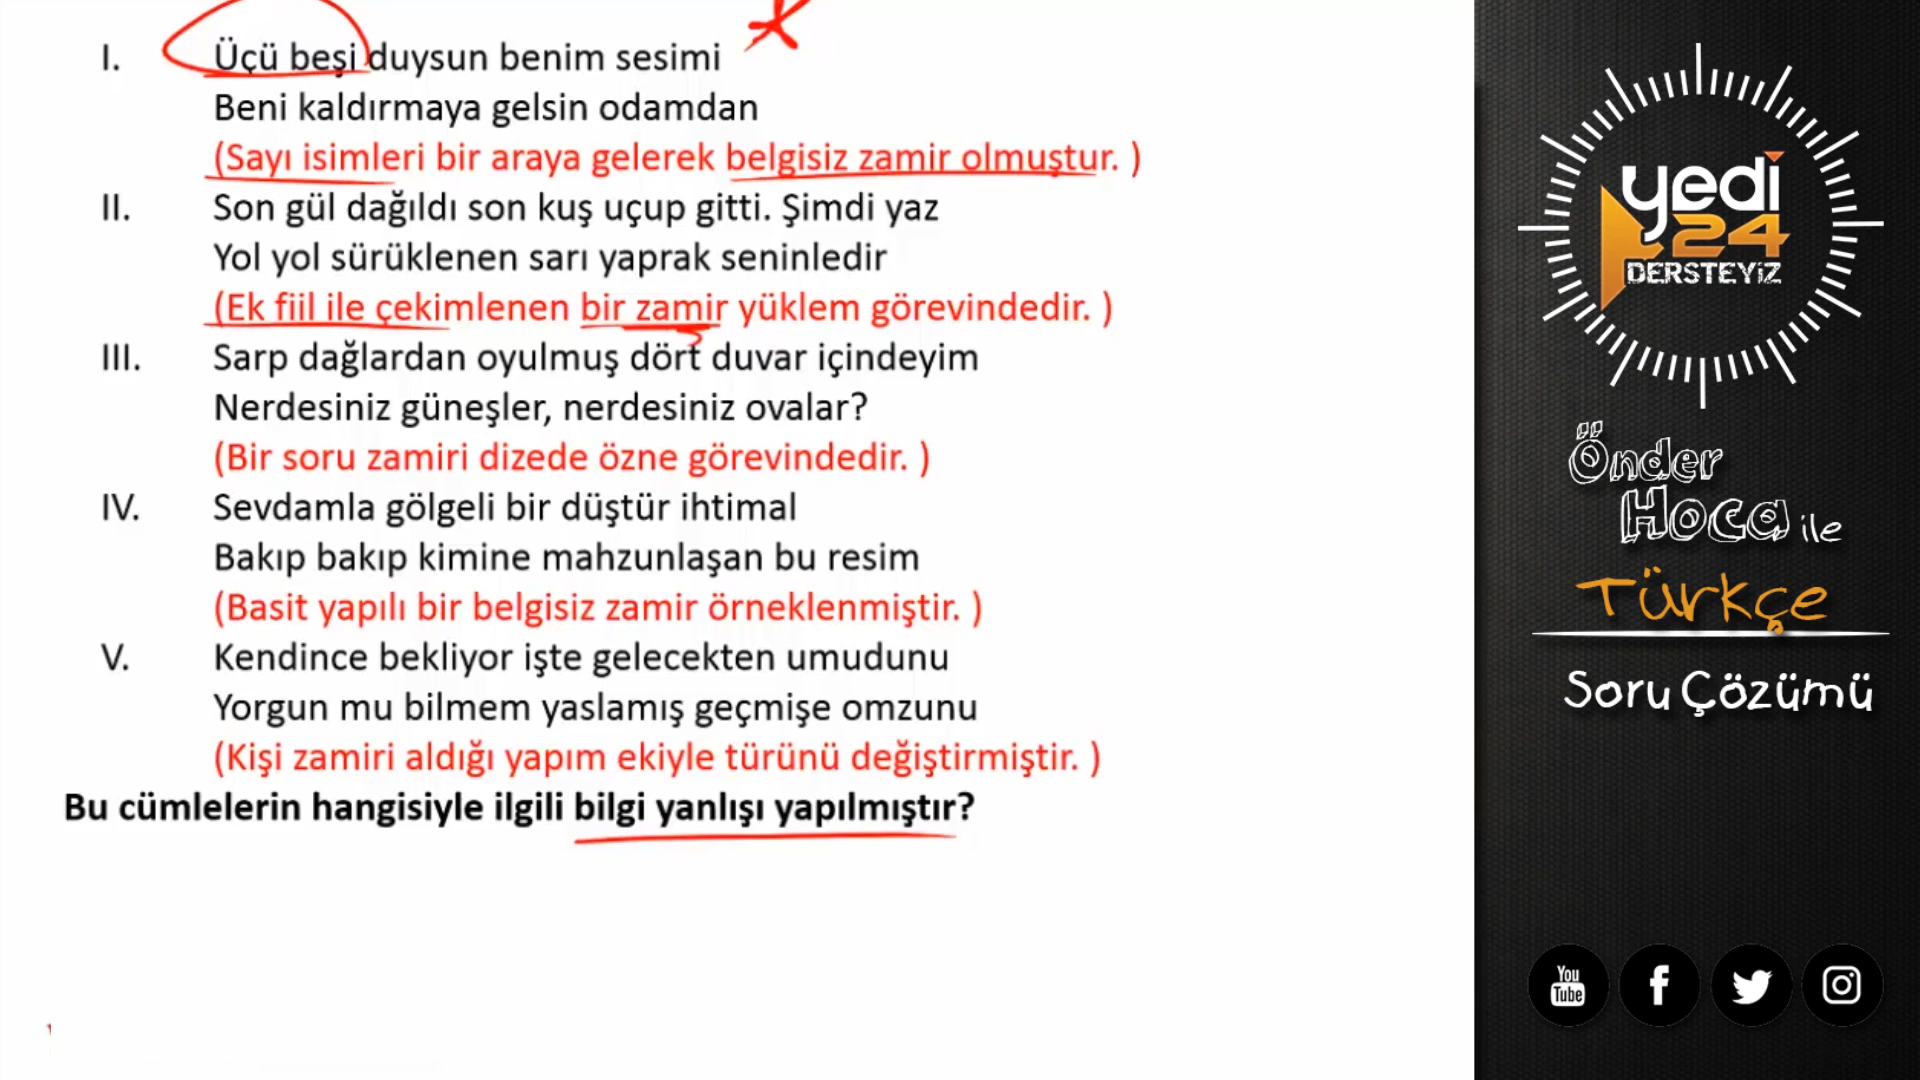 I. Üçü beşi duysun benim sesimi
Beni kaldırmaya gelsin odamdan
(Sayı isimleri bir araya gelerek belgisiz zamir olmuştur. )
II. Son gül dağıldı son kuş uçup gitti. Şimdi yaz
Yol yol sürüklenen sarı yaprak seninledir
(Ek fiil ile çekimlenen bir zamir yüklem görevindedir. )
III. Sarp dağlardan oyulmuş dört duvar içindeyim
Nerdesiniz güneşler, nerdesiniz ovalar?
(Bir soru zamiri dizede özne görevindedir. )
IV. Sevdamla gölgeli bir düştür ihtimal
Bakıp bakıp kimine mahzunlaşan bu resim
(Basit yapılı bir belgisiz zamir örneklenmiştir. )
V. Kendince bekliyor işte gelecekten umudunu
Yorgun mu bilmem yaslamış geçmişe omzunu
(Kişi zamiri aldığı yapım ekiyle türünü değiştirmiştir. )
Bu cümlelerin hangisiyle ilgili bilgi yanlışı yapılmıştır?
yedi
24
DERSTEYİZ
Önder
Hoca ile
Türkçe
Soru Çözümü
You
Tube